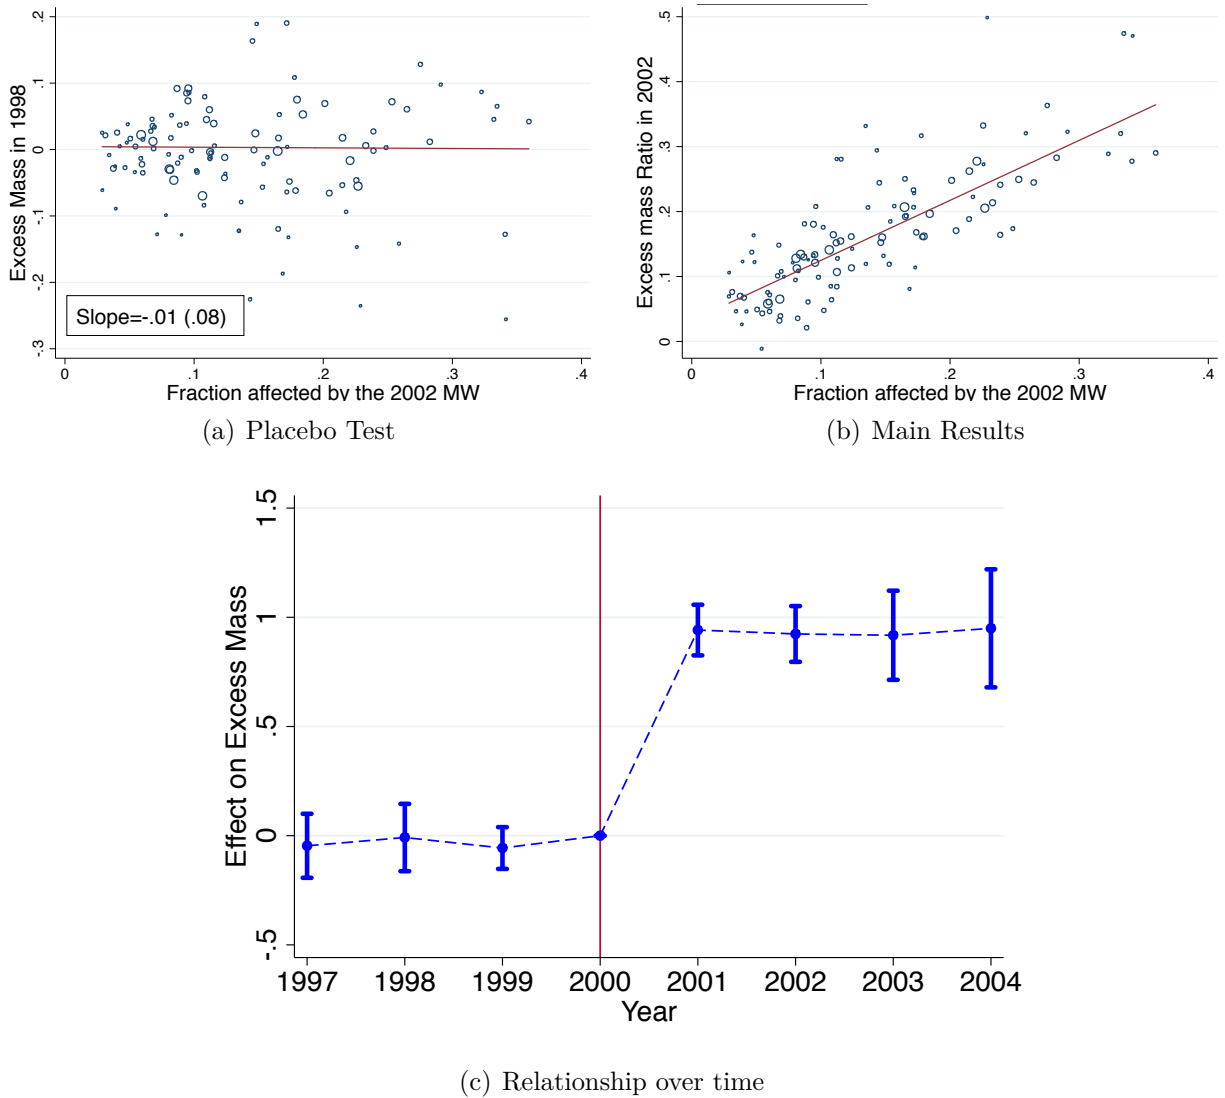 Excess Mass in 1998
.2
.1
0
-.1
-.2
-.3
Slope=-.01 (.08)
0 .1 .2 .3 .4
Fraction affected by the 2002 MW
(a) Placebo Test
Excess mass Ratio in 2002
.5
.4
.3
.2
.1
0
0 .1 .2 .3 .4
Fraction affected by the 2002 MW
(b) Main Results
Effect on Excess Mass
1.5
1
.5
0
-.5
1997 1998 1999 2000 2001 2002 2003 2004
Year
(c) Relationship over time